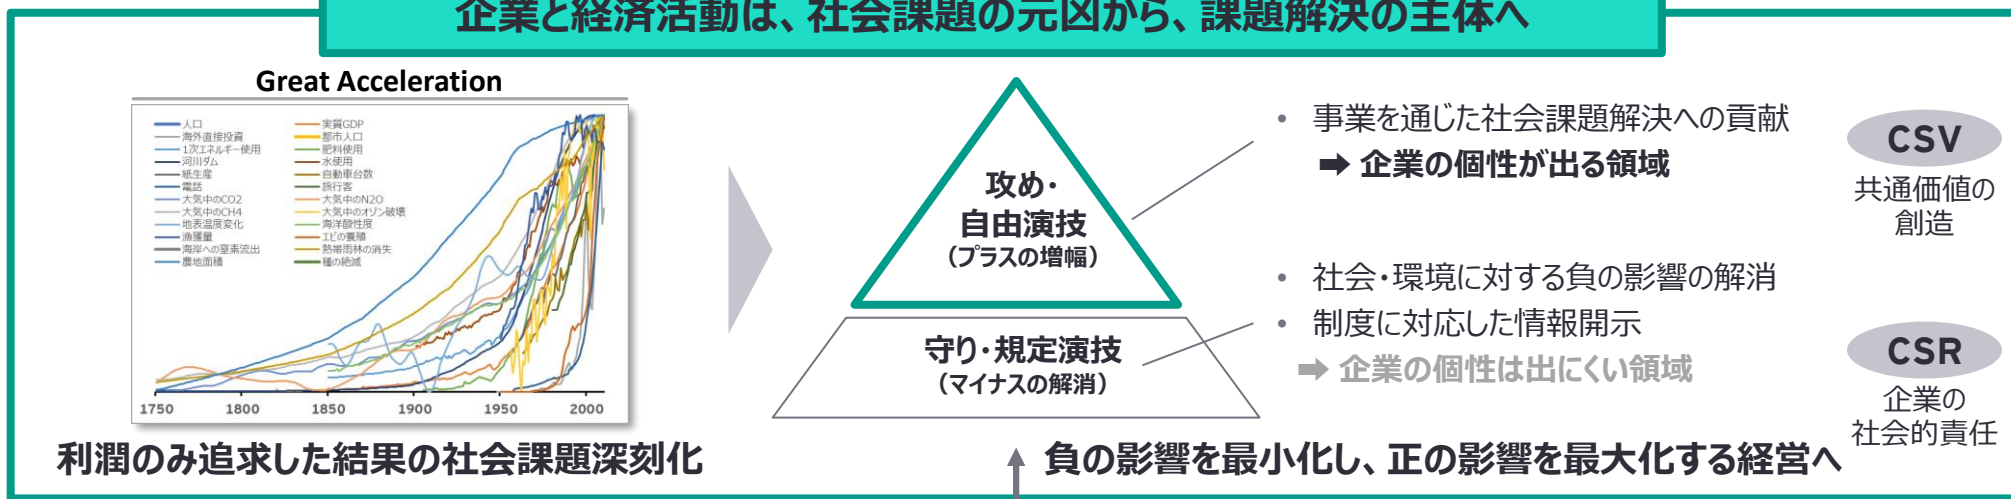 企業と経済活動は、社会課題の元凶から、課題解決の主体へ
Great Acceleration
人口
海外直接投資
1次エネルギー使用
河川ダム
紙生産
電話
大気中のCO2
大気中のCH4
地表温度変化
漁獲量
海岸への窒素流出
農地面積
実質GDP
都市人口
肥料使用
水使用
自動車台数
旅行客
大気中のN2O
大気中のオゾン破壊
海洋酸性度
エビの養殖
熱帯雨林の消失
種の絶滅
1750 1800 1850 1900 1950 2000
利潤のみ追求した結果の社会課題深刻化
攻め・
自由演技
（プラスの増幅）
守り・規定演技
（マイナスの解消）
• 事業を通じた社会課題解決への貢献
➡ 企業の個性が出る領域
• 社会・環境に対する負の影響の解消
• 制度に対応した情報開示
➡ 企業の個性は出にくい領域
CSV
共通価値の
創造
CSR
企業の
社会的責任
負の影響を最小化し、正の影響を最大化する経営へ